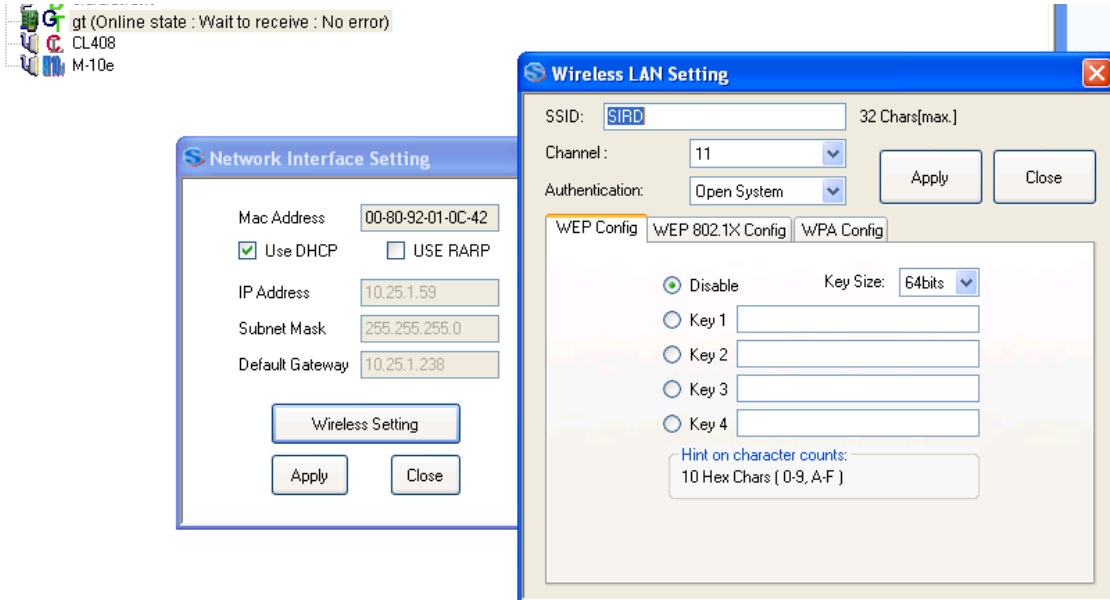 gt (Online state : Wait to receive : No error)
CL408
M-10e
Network Interface Setting
Mac Address 00-80-92-01-0C-42
Use DHCP USE RARP
IP Address 10.25.1.59
Subnet Mask 255.255.255.0
Default Gateway 10.25.1.238
Wireless Setting
Apply Close
Wireless LAN Setting
SSID: SIRD 32 Chars[max.]
Channel : 11
Authentication: Open System
Apply Close
WEP Config WEP 802.1X Config WPA Config
Disable Key Size: 64bits
Key 1
Key 2
Key 3
Key 4
Hint on character counts:
10 Hex Chars ( 0-9, A-F )